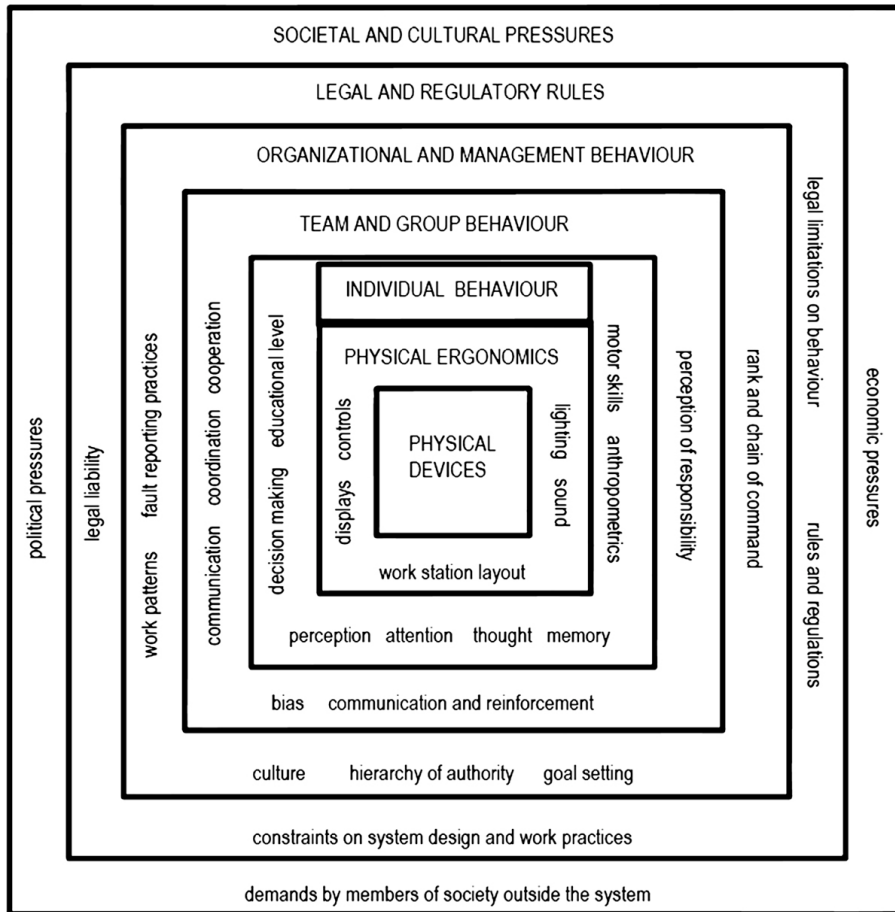 SOCIETAL AND CULTURAL PRESSURES
LEGAL AND REGULATORY RULES
ORGANIZATIONAL AND MANAGEMENT BEHAVIOUR
TEAM AND GROUP BEHAVIOUR
INDIVIDUAL BEHAVIOUR
PHYSICAL ERGONOMICS
PHYSICAL
DEVICES
political pressures
legal liability
work patterns fault reporting practices
communication coordination cooperation
decision making educational level
displays controls
lighting sound
motor skills anthropometrics
perception of responsibility
rank and chain of command
legal limitations on behaviour
rules and regulations
economic pressures
work station layout
perception attention thought memory
bias communication and reinforcement
culture hierarchy of authority goal setting
constraints on system design and work practices
demands by members of society outside the system